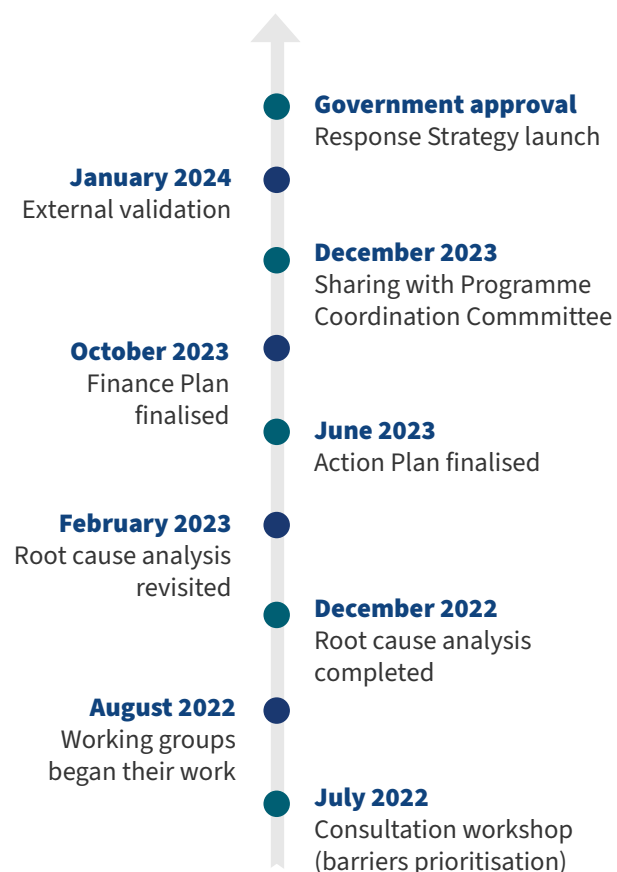 Government approval
Response Strategy launch
January 2024
External validation
December 2023
Sharing with Programme
Coordination Commmittee
October 2023
Finance Plan
finalised
June 2023
Action Plan finalised
February 2023
Root cause analysis
revisited
December 2022
Root cause analysis
completed
August 2022
Working groups
began their work
July 2022
Consultation workshop
(barriers prioritisation)